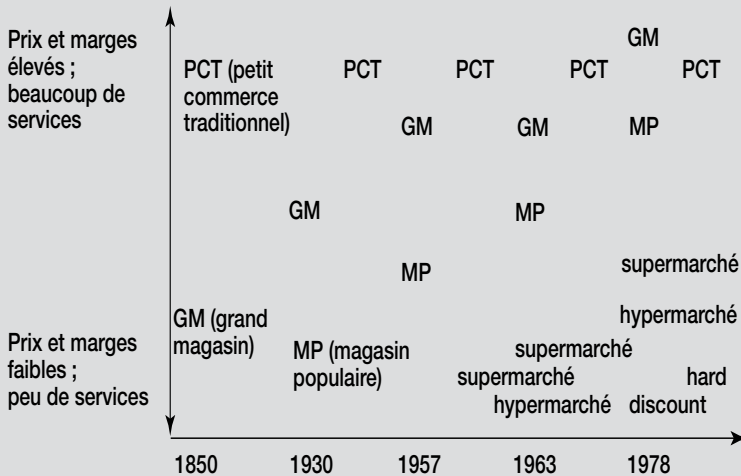 Prix et marges
élevés ;
beaucoup de
services
GM
PCT (petit
commerce
traditionnel)
PCT
PCT
PCT
PCT
GM
GM
MP
GM
MP
MP
supermarché
GM (grand
magasin)
hypermarché
Prix et marges
faibles ;
peu de services
MP (magasin
populaire)
supermarché
supermarché
hard
hypermarché
discount
1850
1930
1957
1963
1978